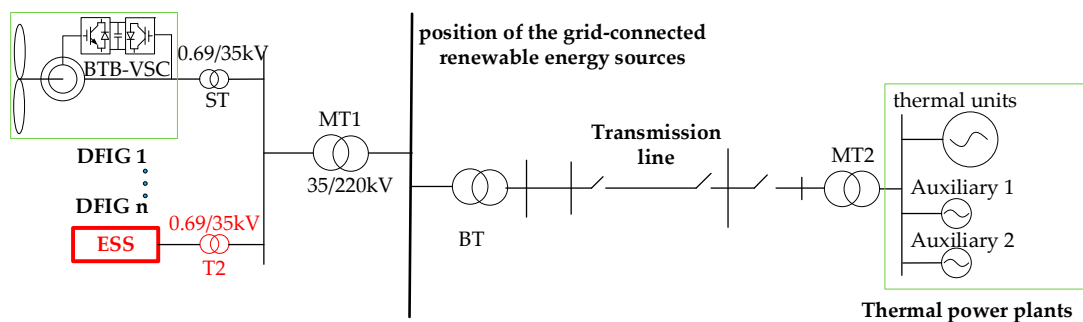 BTB-VSC
0.69/35kV
ST
DFIG 1
DFIG n
0.69/35kV
ESS
T2
MT1
35/220kV
position of the grid-connected
renewable energy sources
BT
Transmission
line
MT2
thermal units
Auxiliary 1
Auxiliary 2
Thermal power plants